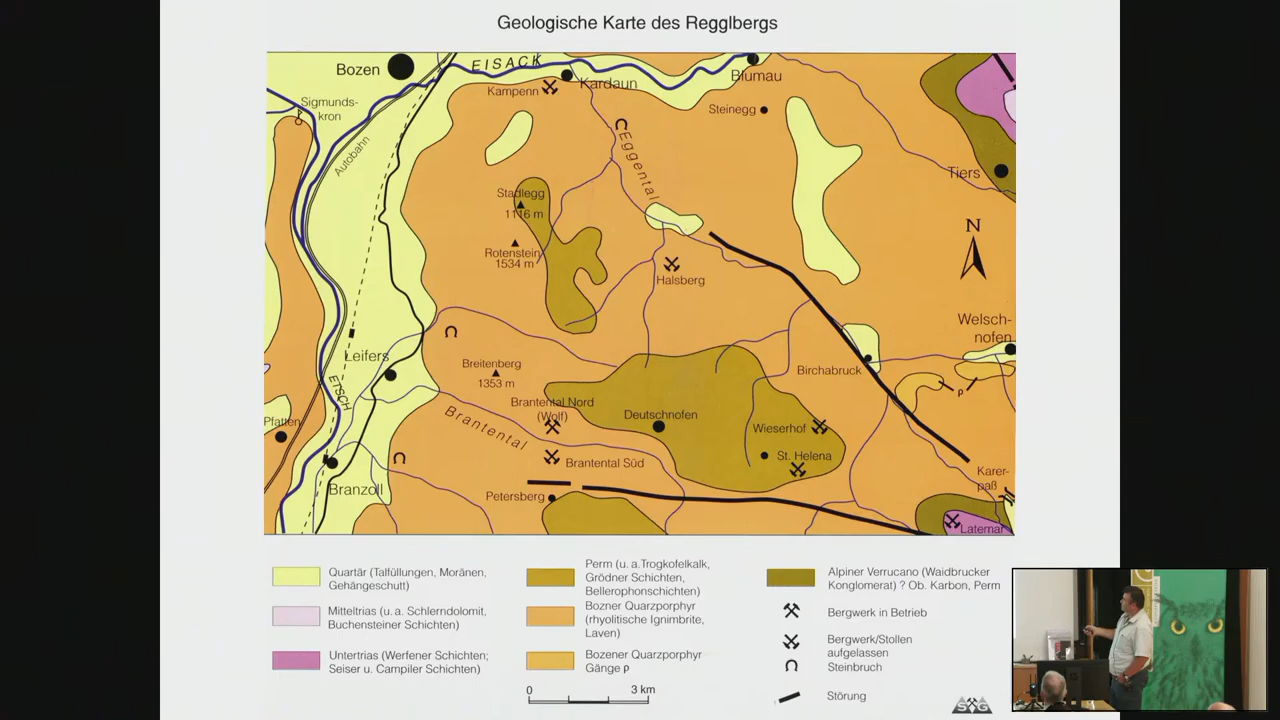 Geologische Karte des Regglbergs
Bozen
EISACK
Kardaun
Blumau
Kampenn
Sigmunds-
kron
Steinegg
Autobahn
Eggental
Tiers
Stadlegg
1116 m
N
Rotenstein
1534 m
Halsberg
Welsch-
nofen
Leifers
Breitenberg
1353 m
Birchabruck
ETSCH
ρ
Brantental Nord
(Wolf)
Deutschnofen
Pfatten
Brantental
Wieserhof
St. Helena
Brantental Süd
Karer-
paß
Branzoll
Petersberg
Latemar
Quartär (Talfüllungen, Moränen,
Gehängeschutt)
Mitteltrias (u. a. Schlerndolomit,
Buchensteiner Schichten)
Untertrias (Werfener Schichten;
Seiser u. Campiler Schichten)
Perm (u. a.Trogkofelkalk,
Grödner Schichten,
Bellerophonschichten)
Bozner Quarzporphyr
(rhyolitische Ignimbrite,
Laven)
Bozener Quarzporphyr
Gänge ρ
Alpiner Verrucano (Waidbrucker
Konglomerat) ? Ob. Karbon, Perm
Bergwerk in Betrieb
Bergwerk/Stollen
aufgelassen
Steinbruch
Störung
0 3 km
S G